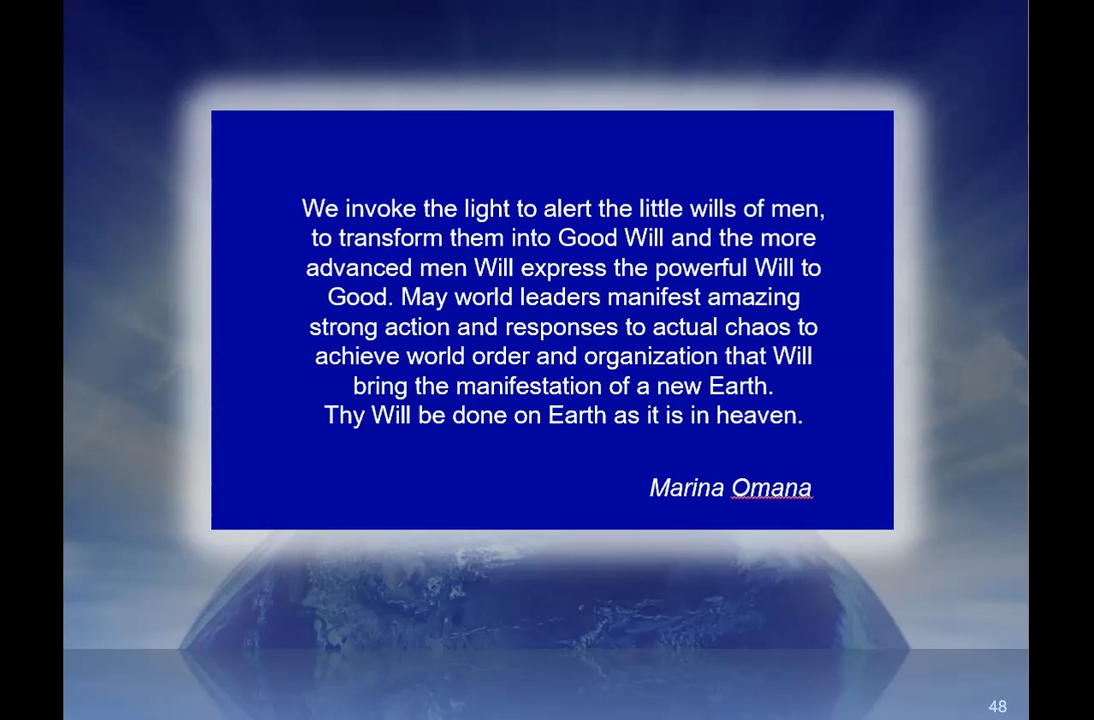 We invoke the light to alert the little wills of men,
to transform them into Good Will and the more
advanced men Will express the powerful Will to
Good. May world leaders manifest amazing
strong action and responses to actual chaos to
achieve world order and organization that Will
bring the manifestation of a new Earth.
Thy Will be done on Earth as it is in heaven.
Marina Omana
48